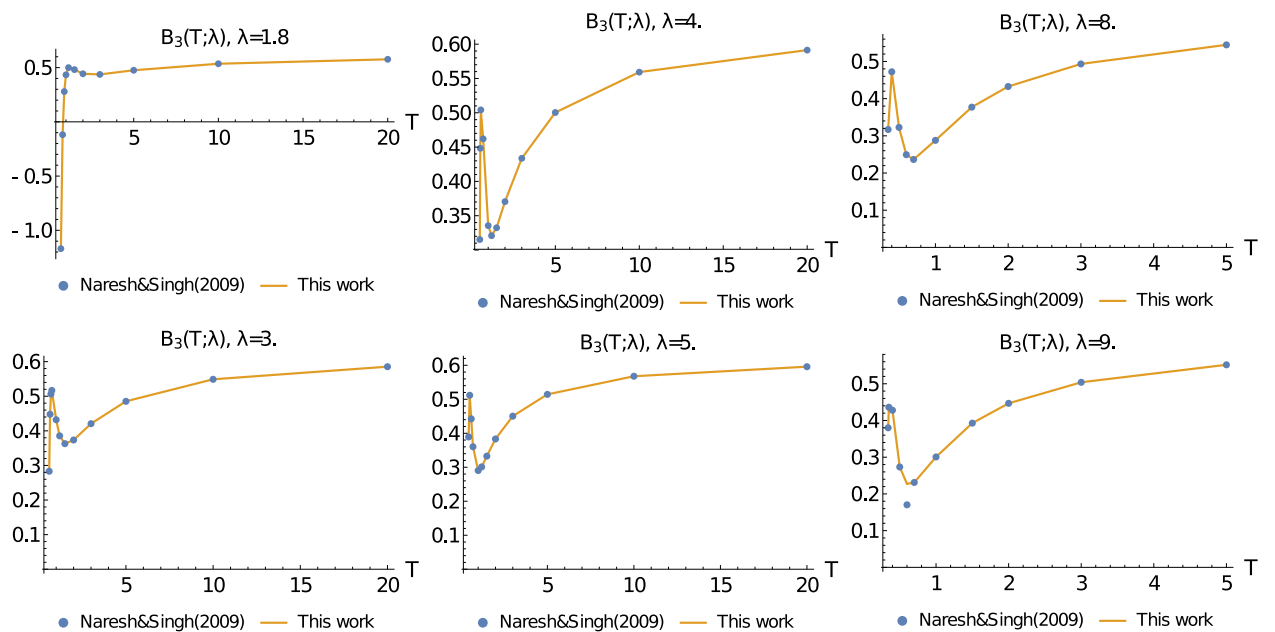 B₃(T;λ), λ=1.8
0.5
5 10 15 20 T
- 0.5
- 1.0
Naresh&Singh(2009) This work
B₃(T;λ), λ=4.
0.60
0.55
0.50
0.45
0.40
0.35
5 10 15 20 T
Naresh&Singh(2009) This work
B₃(T;λ), λ=8.
0.5
0.4
0.3
0.2
0.1
1 2 3 4 5 T
Naresh&Singh(2009) This work
B₃(T;λ), λ=3.
0.6
0.5
0.4
0.3
0.2
0.1
5 10 15 20 T
Naresh&Singh(2009) This work
B₃(T;λ), λ=5.
0.6
0.5
0.4
0.3
0.2
0.1
5 10 15 20 T
Naresh&Singh(2009) This work
B₃(T;λ), λ=9.
0.5
0.4
0.3
0.2
0.1
1 2 3 4 5 T
Naresh&Singh(2009) This work